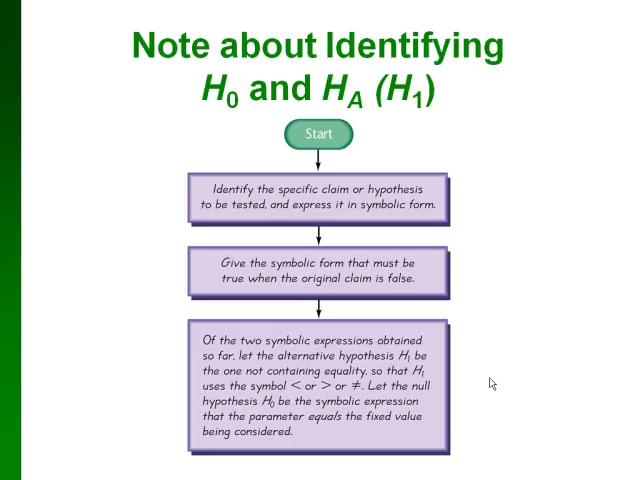 Note about Identifying
H0 and HA (H1)
Start
Identify the specific claim or hypothesis
to be tested, and express it in symbolic form.
Give the symbolic form that must be
true when the original claim is false.
Of the two symbolic expressions obtained
so far, let the alternative hypothesis H1 be
the one not containing equality, so that H1
uses the symbol < or > or ≠. Let the null
hypothesis H0 be the symbolic expression
that the parameter equals the fixed value
being considered.